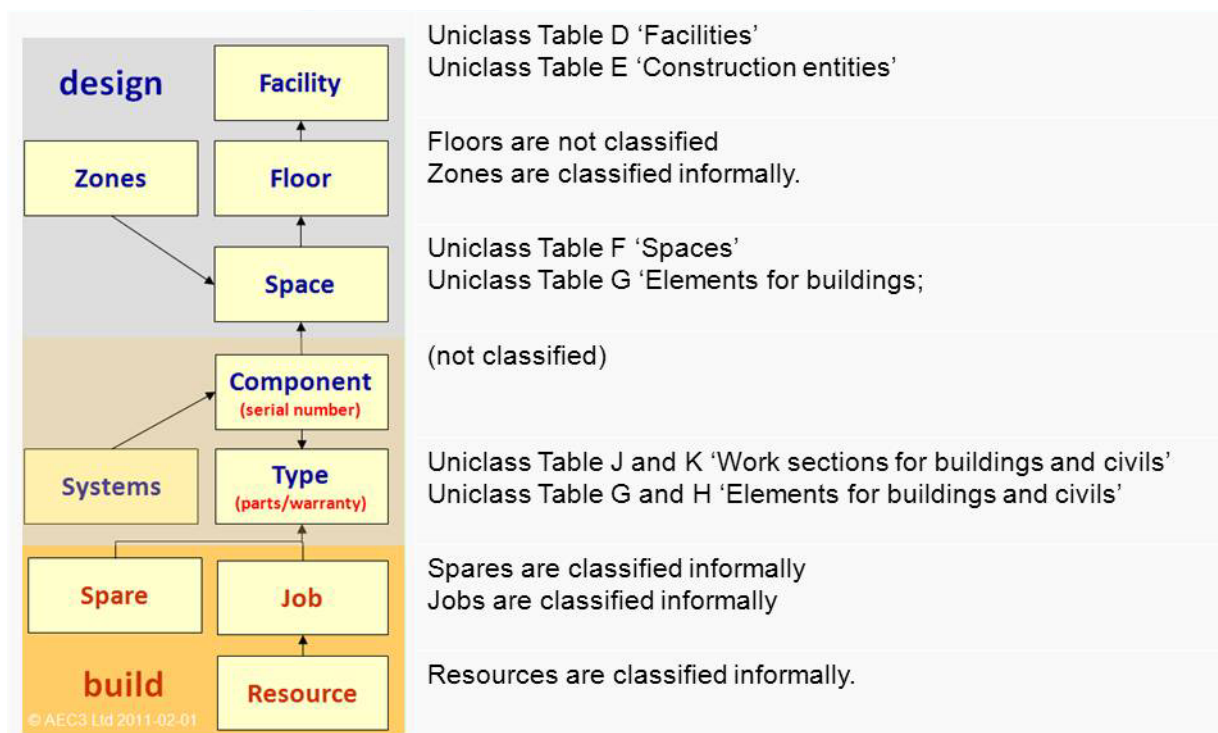 design
Facility
Uniclass Table D ‘Facilities’
Uniclass Table E ‘Construction entities’
Zones
Floor
Floors are not classified
Zones are classified informally.
Space
Uniclass Table F ‘Spaces’
Uniclass Table G ‘Elements for buildings;
Component
(serial number)
(not classified)
Systems
Type
(parts/warranty)
Uniclass Table J and K ‘Work sections for buildings and civils’
Uniclass Table G and H ‘Elements for buildings and civils’
Spare
Job
Spares are classified informally
Jobs are classified informally
build
Resource
Resources are classified informally.
© AEC3 Ltd 2011-02-01